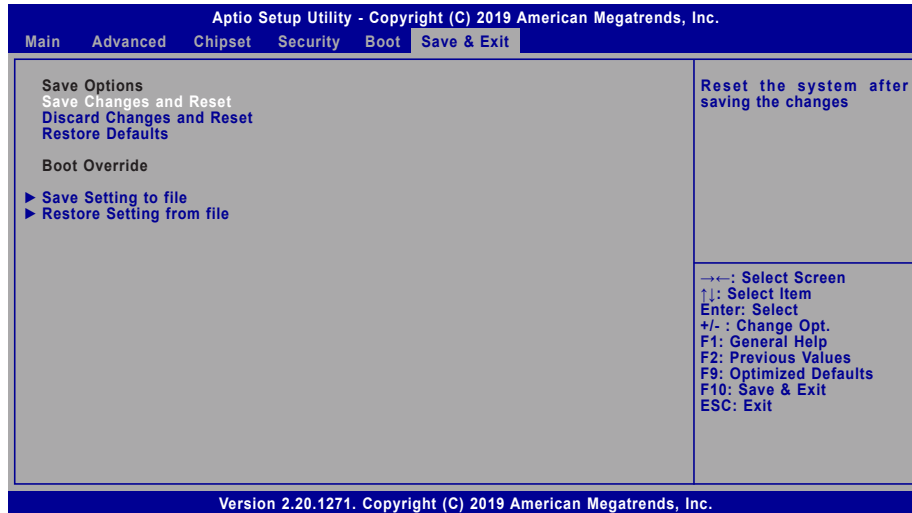 Aptio Setup Utility - Copyright (C) 2019 American Megatrends, Inc.
Main Advanced Chipset Security Boot Save & Exit
Save Options
Save Changes and Reset
Discard Changes and Reset
Restore Defaults
Boot Override
▶ Save Setting to file
▶ Restore Setting from file
Reset the system after
saving the changes
→←: Select Screen
↑↓: Select Item
Enter: Select
+/- : Change Opt.
F1: General Help
F2: Previous Values
F9: Optimized Defaults
F10: Save & Exit
ESC: Exit
Version 2.20.1271. Copyright (C) 2019 American Megatrends, Inc.